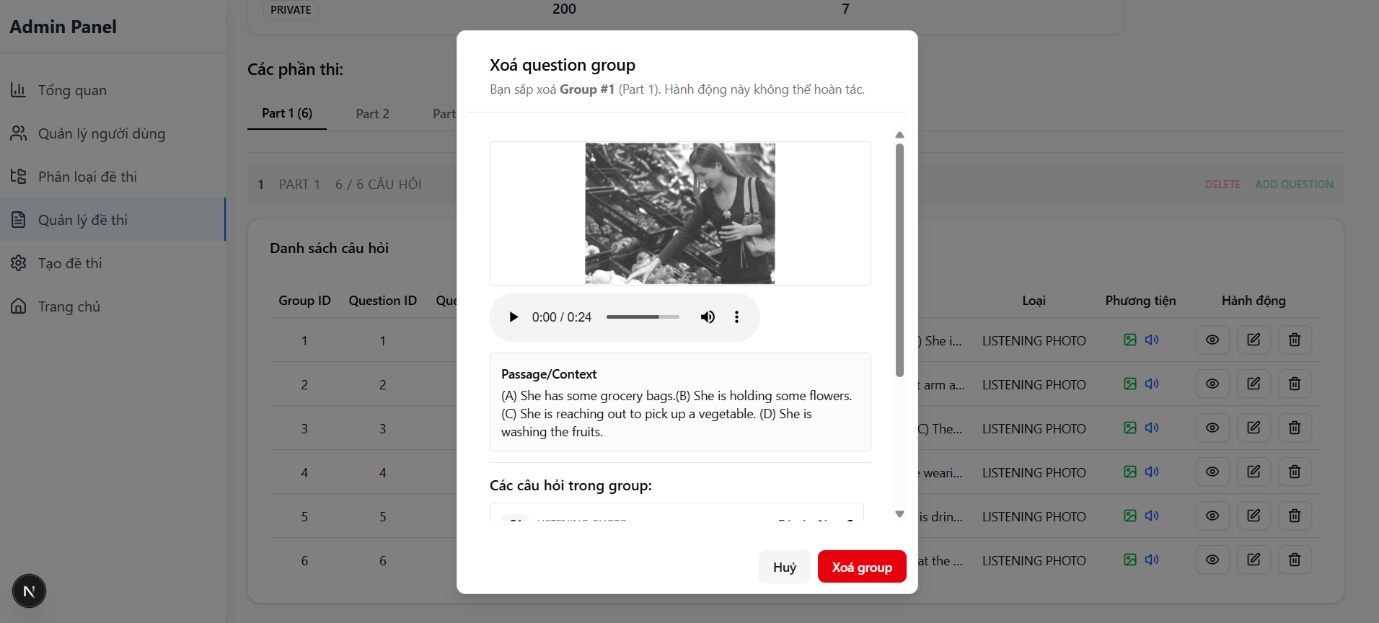 Admin Panel
Tổng quan
Quản lý người dùng
Phân loại đề thi
Quản lý đề thi
Tạo đề thi
Trang chủ
N
PRIVATE 200 7
Các phần thi:
Part 1 (6) Part 2 Part
1 PART 1 6 / 6 CÂU HỎI DELETE ADD QUESTION
Danh sách câu hỏi
Group ID Question ID Loại Phương tiện Hành động
1 1 ) She i... LISTENING PHOTO
2 2 t arm a... LISTENING PHOTO
3 3 C) The... LISTENING PHOTO
4 4 e weari... LISTENING PHOTO
5 5 is drin... LISTENING PHOTO
6 6 at the ... LISTENING PHOTO
Xoá question group
Bạn sắp xoá Group #1 (Part 1). Hành động này không thể hoàn tác.
0:00 / 0:24
Passage/Context
(A) She has some grocery bags.(B) She is holding some flowers.
(C) She is reaching out to pick up a vegetable. (D) She is
washing the fruits.
Các câu hỏi trong group:
Huỷ Xoá group